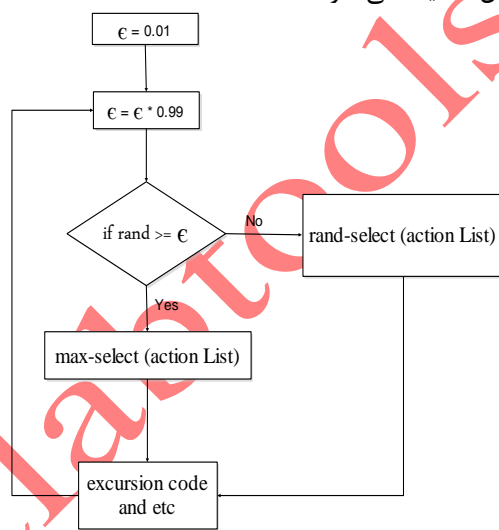 € = 0.01
€ = € * 0.99
if rand >= €
No
rand-select (action List)
Yes
max-select (action List)
excursion code
and etc